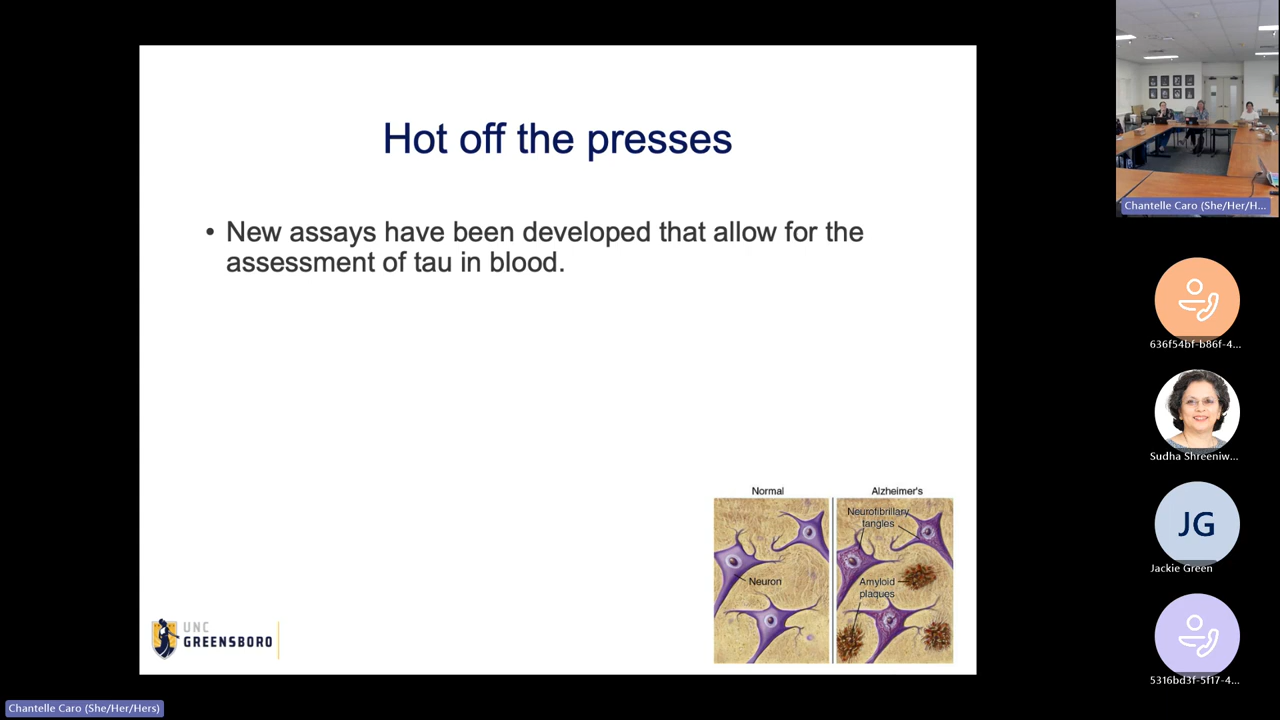 Hot off the presses
• New assays have been developed that allow for the
assessment of tau in blood.
Normal
Alzheimer's
Neurofibrillary
tangles
Neuron
Amyloid
plaques
UNC
GREENSBORO
Chantelle Caro (She/Her/H...
636f54bf-b86f-4...
Sudha Shreeniw...
JG
Jackie Green
5316bd3f-5f17-4...
Chantelle Caro (She/Her/Hers)